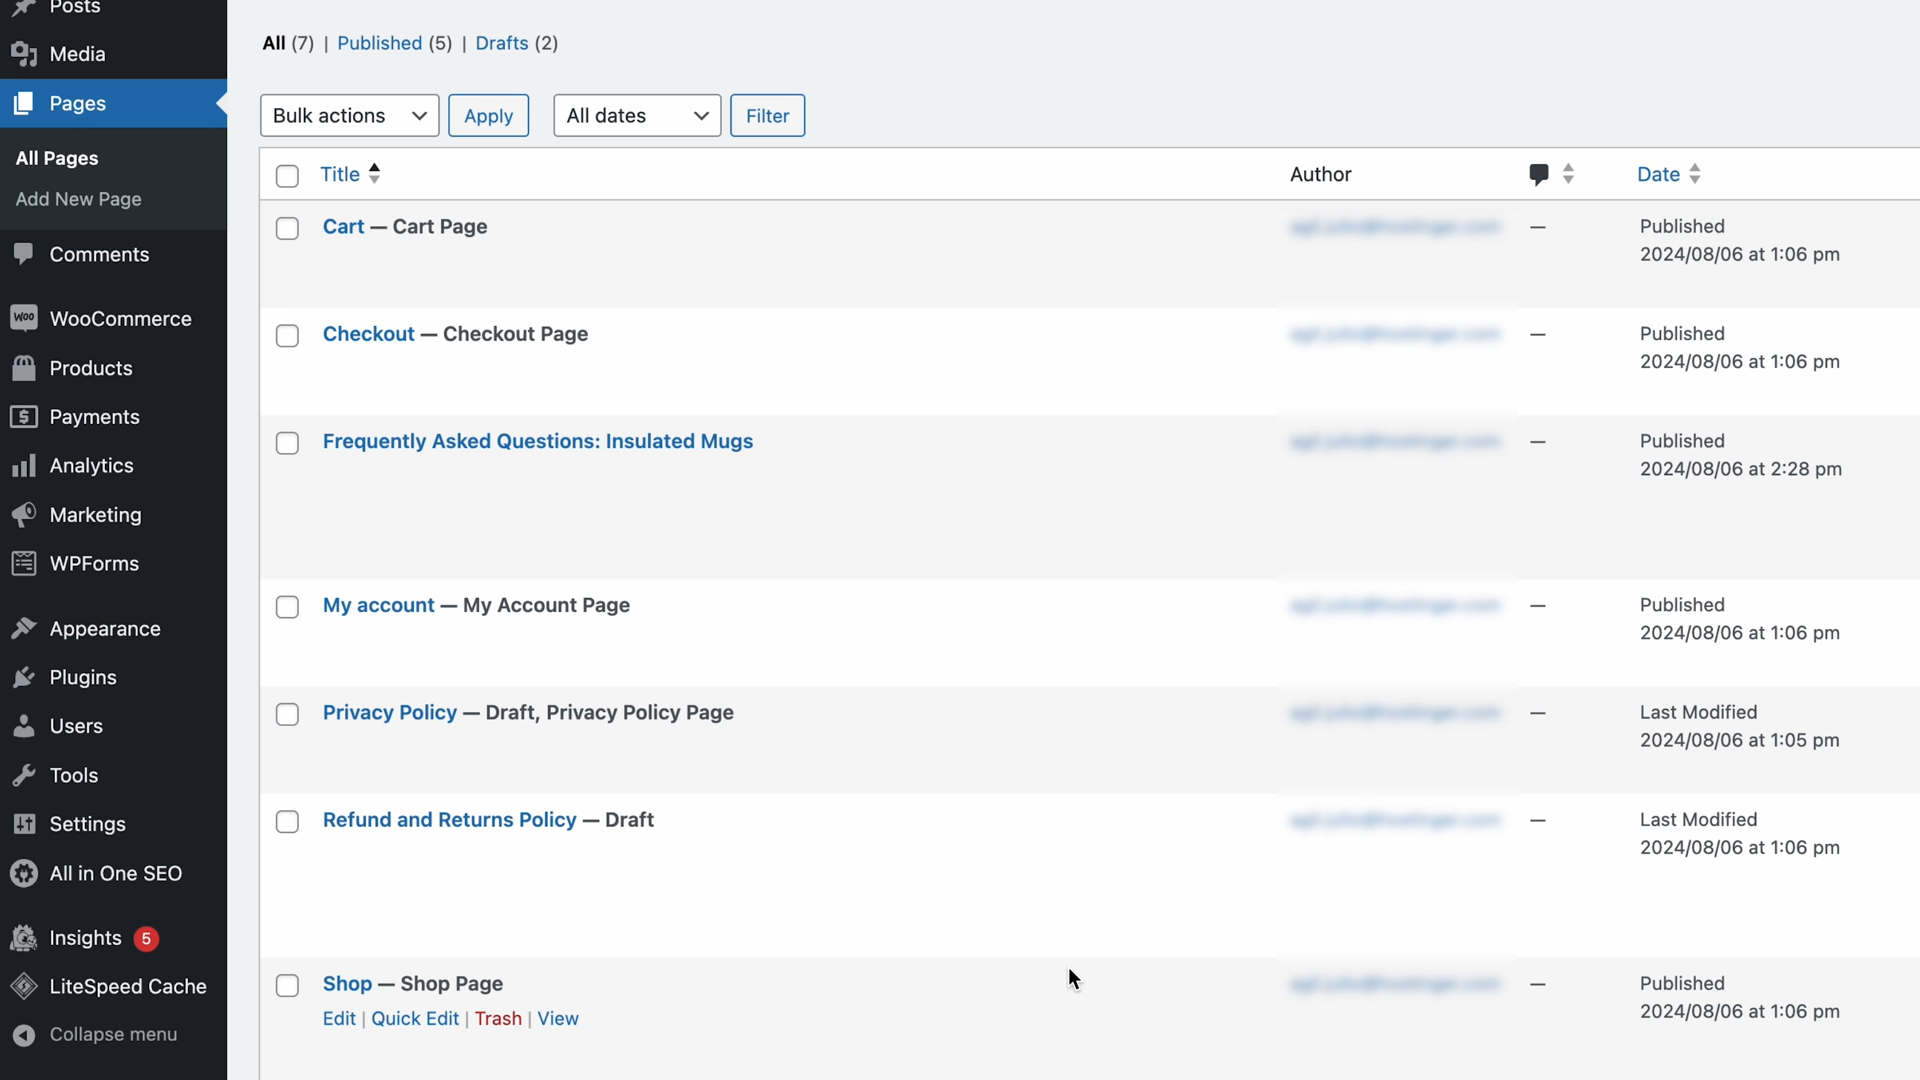 Posts
Media
Pages
All Pages
Add New Page
Comments
WooCommerce
Products
Payments
Analytics
Marketing
WPForms
Appearance
Plugins
Users
Tools
Settings
All in One SEO
Insights 5
LiteSpeed Cache
Collapse menu
All (7) | Published (5) | Drafts (2)
Bulk actions Apply All dates Filter
Title Author Date
Cart — Cart Page — Published
2024/08/06 at 1:06 pm
Checkout — Checkout Page — Published
2024/08/06 at 1:06 pm
Frequently Asked Questions: Insulated Mugs — Published
2024/08/06 at 2:28 pm
My account — My Account Page — Published
2024/08/06 at 1:06 pm
Privacy Policy — Draft, Privacy Policy Page — Last Modified
2024/08/06 at 1:05 pm
Refund and Returns Policy — Draft — Last Modified
2024/08/06 at 1:06 pm
Shop — Shop Page — Published
2024/08/06 at 1:06 pm
Edit | Quick Edit | Trash | View